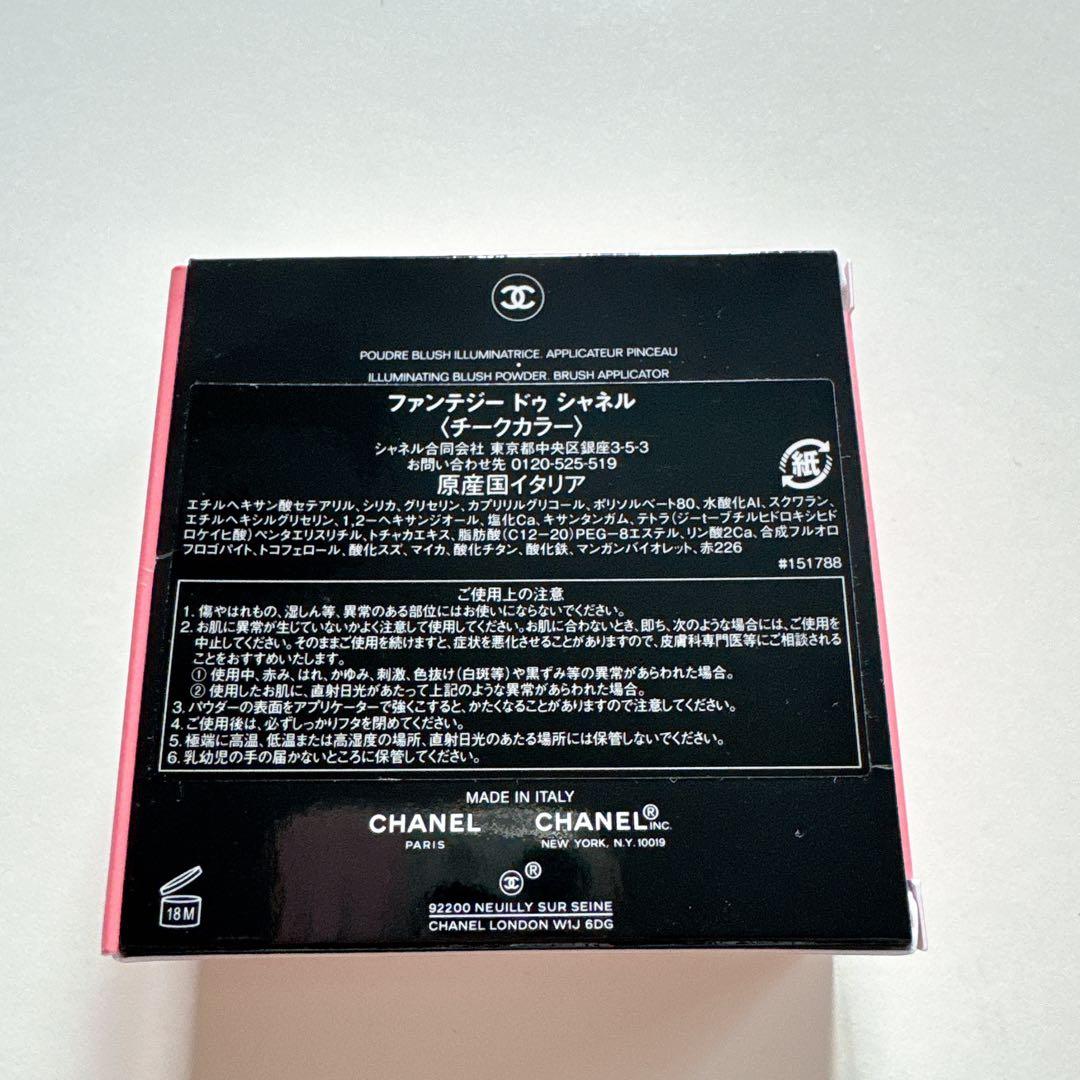 POUDRE BLUSH ILLUMINATRICE. APPLICATEUR PINCEAU
•
ILLUMINATING BLUSH POWDER. BRUSH APPLICATOR
ファンテジー ドゥ シャネル
〈チークカラー〉
シャネル合同会社 東京都中央区銀座3-5-3
お問い合わせ先 0120-525-519
紙
原産国イタリア
エチルヘキサン酸セテアリル、シリカ、グリセリン、カプリリルグリコール、ポリソルベート80、水酸化Al、スクワラン、
エチルヘキシルグリセリン、1,2-ヘキサンジオール、塩化Ca、キサンタンガム、テトラ(ジ-t-ブチルヒドロキシヒド
ロケイヒ酸)ペンタエリスリチル、トチャカエキス、脂肪酸(C12-20)PEG-8エステル、リン酸2Ca、合成フルオロ
フロゴパイト、トコフェロール、酸化スズ、マイカ、酸化チタン、酸化鉄、マンガンバイオレット、赤226
#151788
ご使用上の注意
1. 傷やはれもの、湿しん等、異常のある部位にはお使いにならないでください。
2. お肌に異常が生じていないかよく注意して使用してください。お肌に合わないとき、即ち、次のような場合には、ご使用を
中止してください。そのままご使用を続けますと、症状を悪化させることがありますので、皮膚科専門医等にご相談される
ことをおすすめいたします。
① 使用中、赤み、はれ、かゆみ、刺激、色抜け(白斑等)や黒ずみ等の異常があらわれた場合。
② 使用したお肌に、直射日光があたって上記のような異常があらわれた場合。
3. パウダーの表面をアプリケーターで強くこすると、かたくなることがありますので注意してください。
4. ご使用後は、必ずしっかりフタを閉めてください。
5. 極端に高温、低温または高湿度の場所、直射日光のあたる場所には保管しないでください。
6. 乳幼児の手の届かないところに保管してください。
MADE IN ITALY
CHANEL CHANEL® INC.
PARIS NEW YORK, N.Y. 10019
®
18 M
92200 NEUILLY SUR SEINE
CHANEL LONDON W1J 6DG